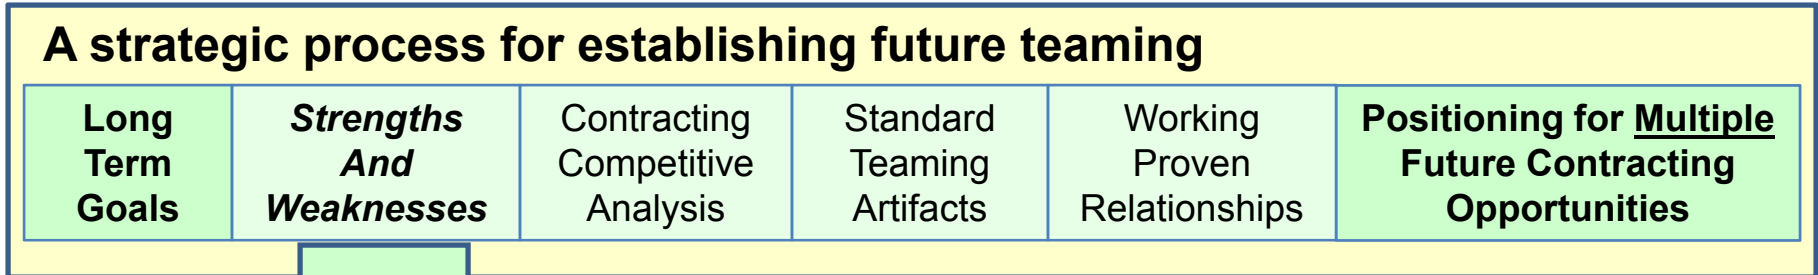 A strategic process for establishing future teaming
Long
Term
Goals
Strengths
And
Weaknesses
Contracting
Competitive
Analysis
Standard
Teaming
Artifacts
Working
Proven
Relationships
Positioning for Multiple
Future Contracting
Opportunities